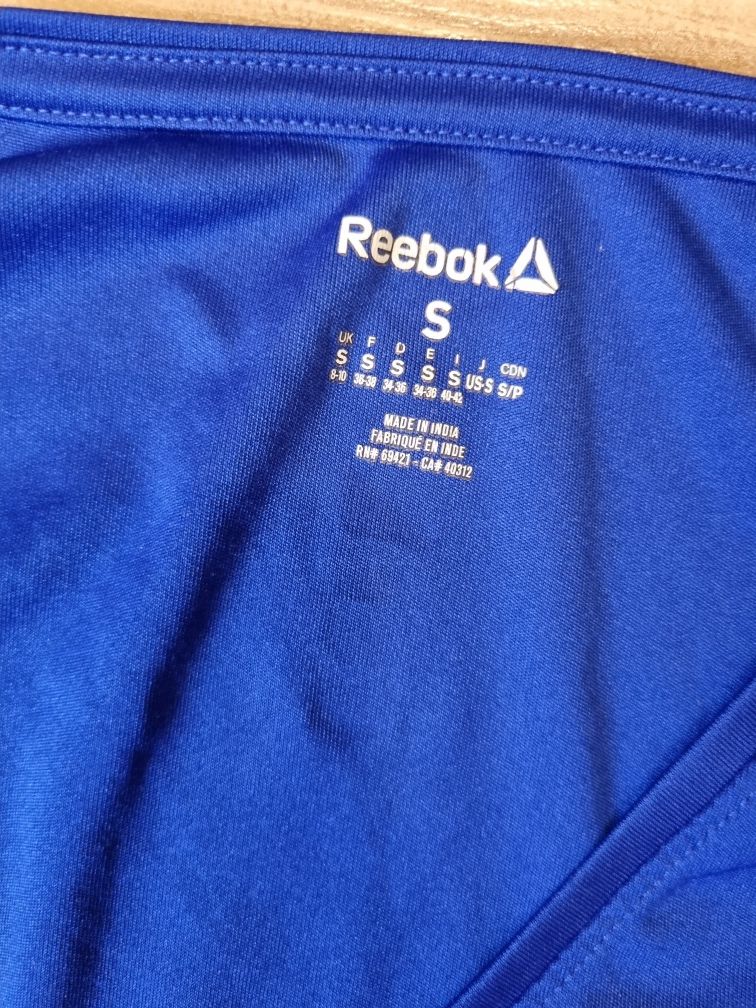 Reebok
S
UK F D E I J CDN
S S S S S US-S S/P
8-10 36-38 34-36 34-36 40-42
MADE IN INDIA
FABRIQUÉ EN INDE
RN# 69421 - CA# 40312